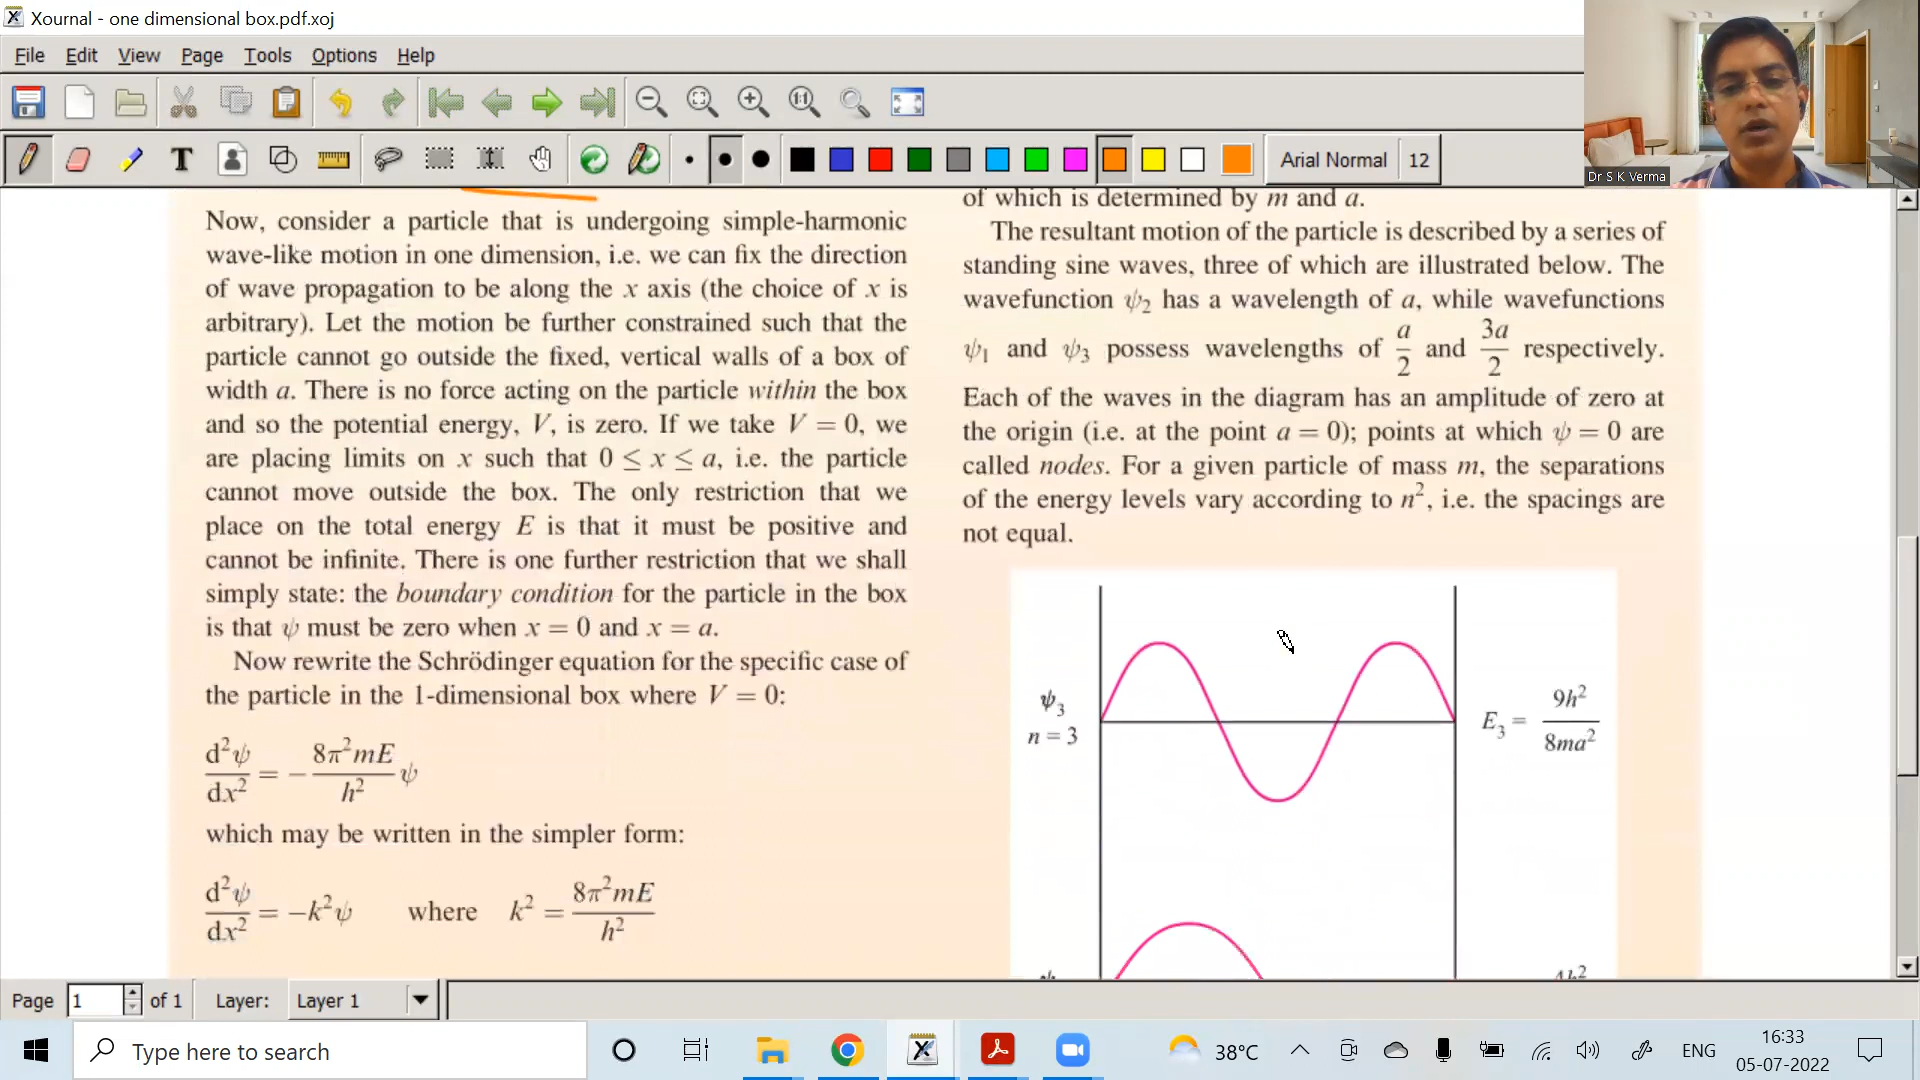 Xournal - one dimensional box.pdf.xoj
File Edit View Page Tools Options Help
Arial Normal 12
Dr S K Verma
Now, consider a particle that is undergoing simple-harmonic
wave-like motion in one dimension, i.e. we can fix the direction
of wave propagation to be along the x axis (the choice of x is
arbitrary). Let the motion be further constrained such that the
particle cannot go outside the fixed, vertical walls of a box of
width a. There is no force acting on the particle within the box
and so the potential energy, V, is zero. If we take V = 0, we
are placing limits on x such that 0 ≤ x ≤ a, i.e. the particle
cannot move outside the box. The only restriction that we
place on the total energy E is that it must be positive and
cannot be infinite. There is one further restriction that we shall
simply state: the boundary condition for the particle in the box
is that ψ must be zero when x = 0 and x = a.
Now rewrite the Schrödinger equation for the specific case of
the particle in the 1-dimensional box where V = 0:
d²ψ/dx² = −8π²mE/h² ψ
which may be written in the simpler form:
d²ψ/dx² = −k²ψ where k² = 8π²mE/h²
of which is determined by m and a.
The resultant motion of the particle is described by a series of
standing sine waves, three of which are illustrated below. The
wavefunction ψ₂ has a wavelength of a, while wavefunctions
ψ₁ and ψ₃ possess wavelengths of a/2 and 3a/2 respectively.
Each of the waves in the diagram has an amplitude of zero at
the origin (i.e. at the point a = 0); points at which ψ = 0 are
called nodes. For a given particle of mass m, the separations
of the energy levels vary according to n², i.e. the spacings are
not equal.
ψ₃
n = 3
E₃ = 9h²/8ma²
Page 1 of 1 Layer: Layer 1
Type here to search
38°C
ENG
16:33
05-07-2022